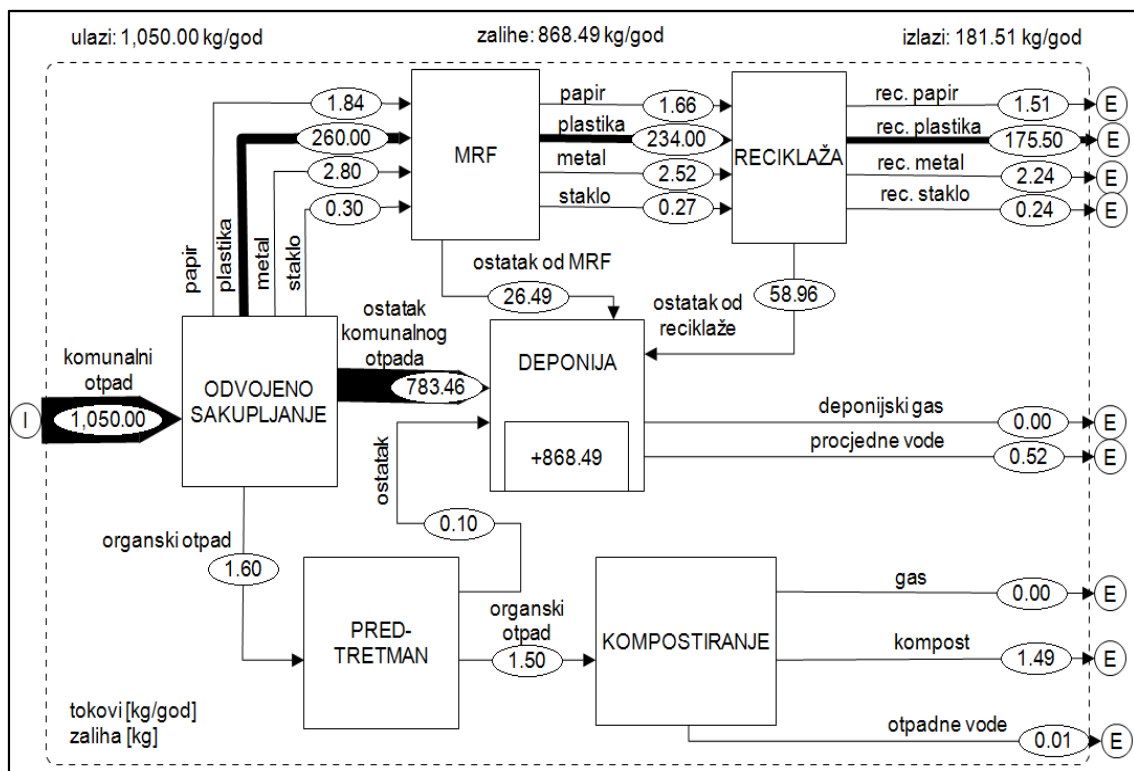 ulazi: 1,050.00 kg/god
zalihe: 868.49 kg/god
izlazi: 181.51 kg/god
1.84
260.00
2.80
0.30
papir
plastika
metal
staklo
MRF
papir
1.66
plastika
234.00
metal
2.52
staklo
0.27
RECIKLAŽA
rec. papir
1.51
E
rec. plastika
175.50
E
rec. metal
2.24
E
rec. staklo
0.24
E
ostatak od MRF
26.49
ostatak od
reciklaže
58.96
komunalni
otpad
I
1,050.00
ODVOJENO
SAKUPLJANJE
ostatak
komunalnog
otpada
783.46
DEPONIJA
+868.49
deponijski gas
0.00
E
procjedne vode
0.52
E
ostatak
0.10
organski otpad
1.60
PRED-
TRETMAN
organski
otpad
1.50
KOMPOSTIRANJE
gas
0.00
E
kompost
1.49
E
otpadne vode
0.01
E
tokovi [kg/god]
zaliha [kg]